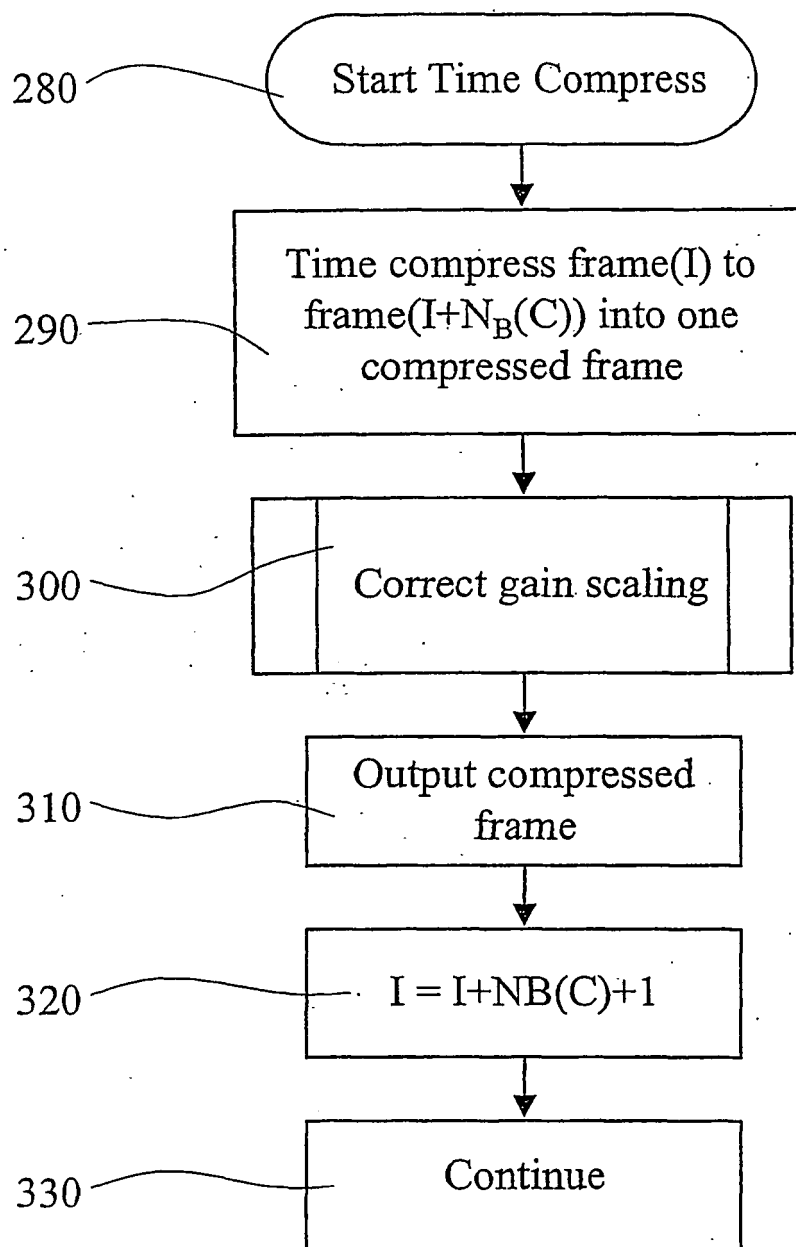 280
Start Time Compress
Time compress frame(I) to
290
frame(I+N_B(C)) into one
compressed frame
300
Correct gain scaling
310
Output compressed
frame
320
I = I+NB(C)+1
330
Continue